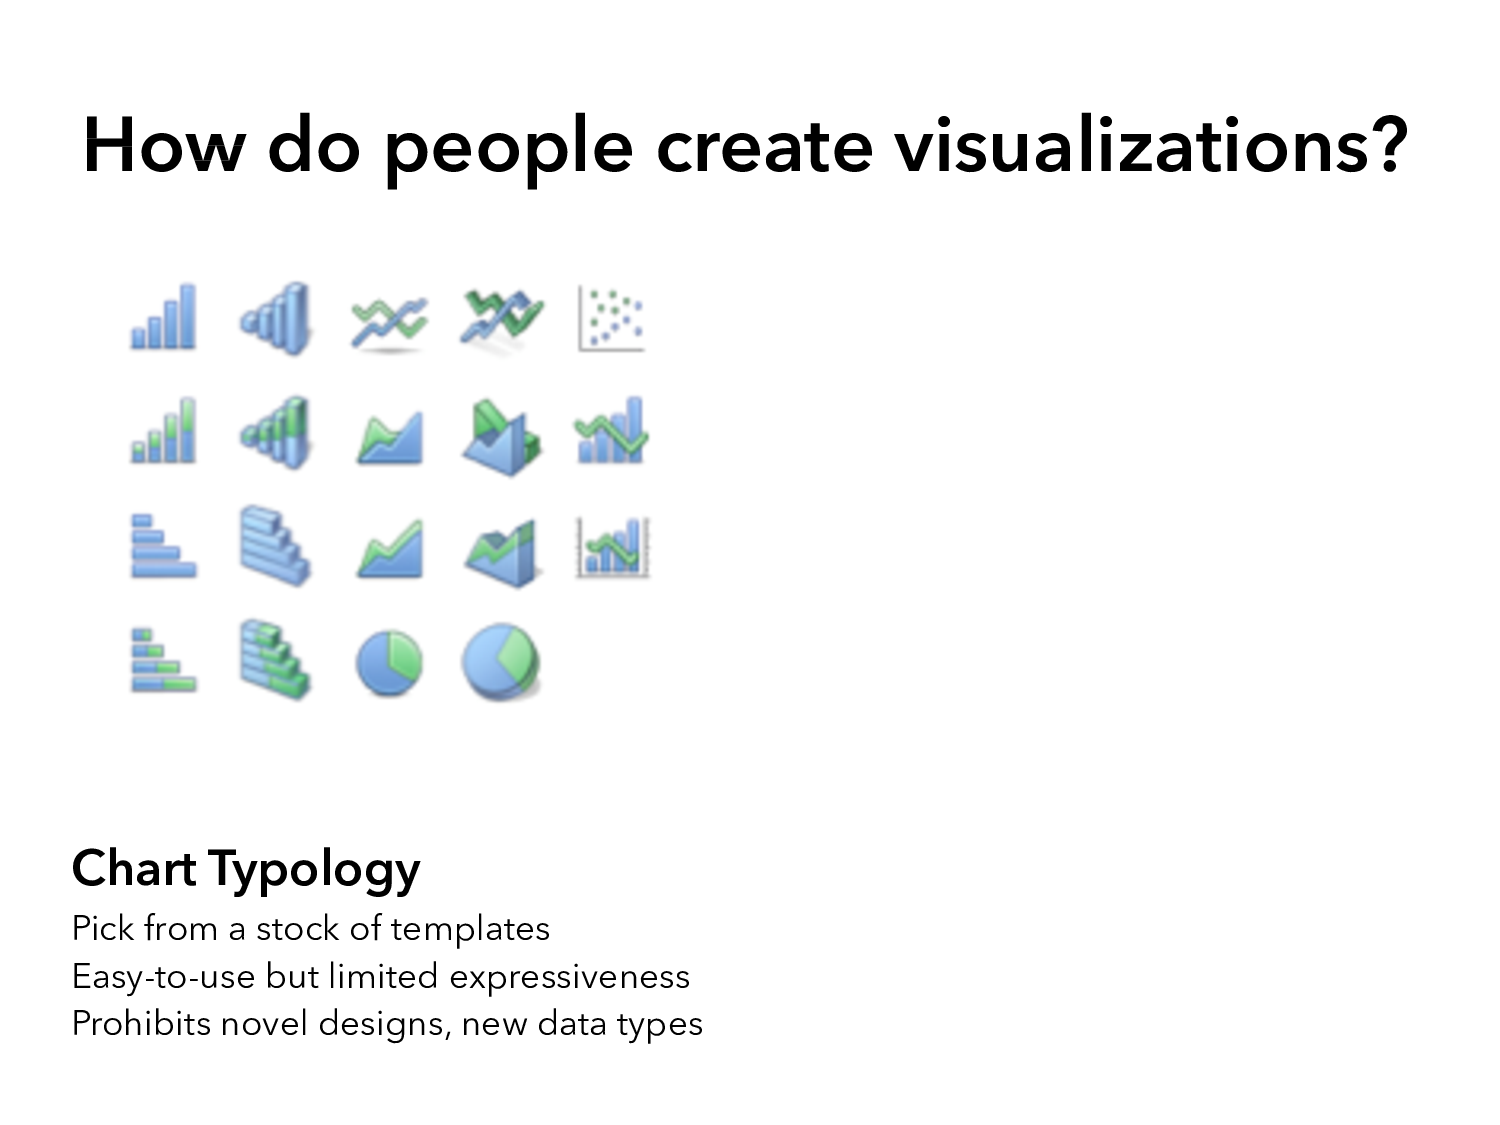 How do people create visualizations?
Chart Typology
Pick from a stock of templates
Easy-to-use but limited expressiveness
Prohibits novel designs, new data types